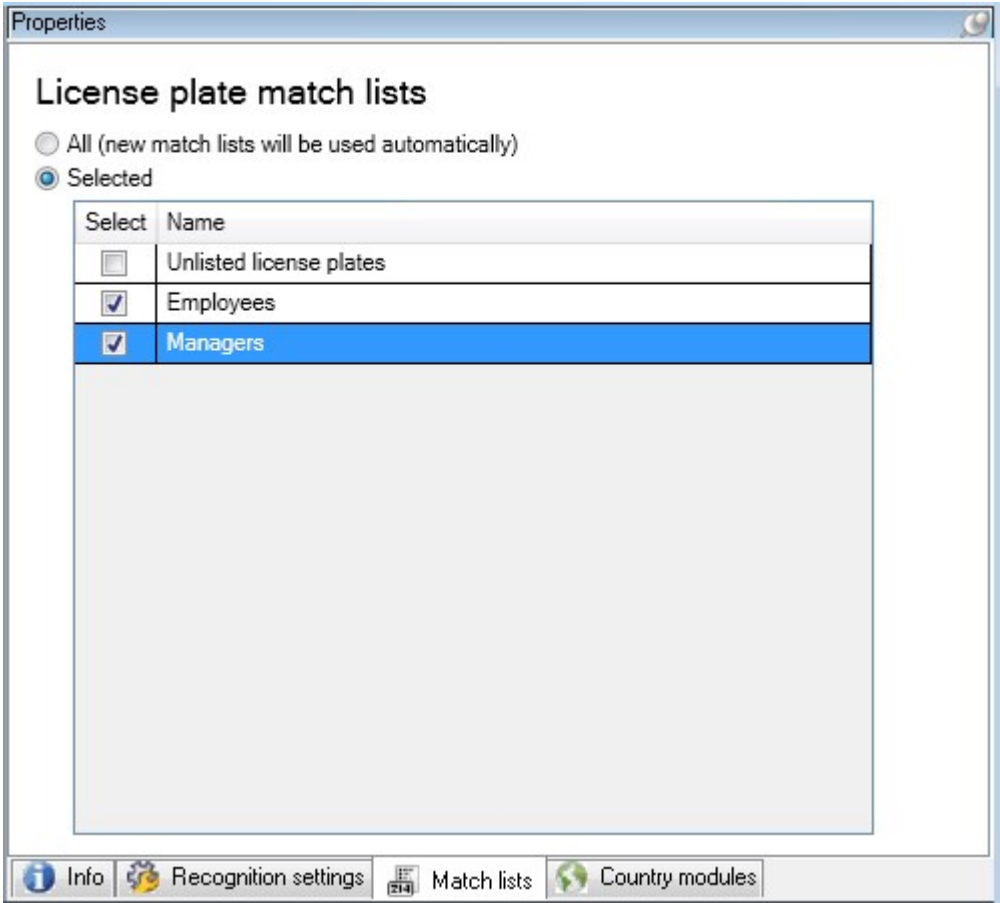 Properties
License plate match lists
All (new match lists will be used automatically)
Selected
Select Name
Unlisted license plates
Employees
Managers
Info Recognition settings Match lists Country modules